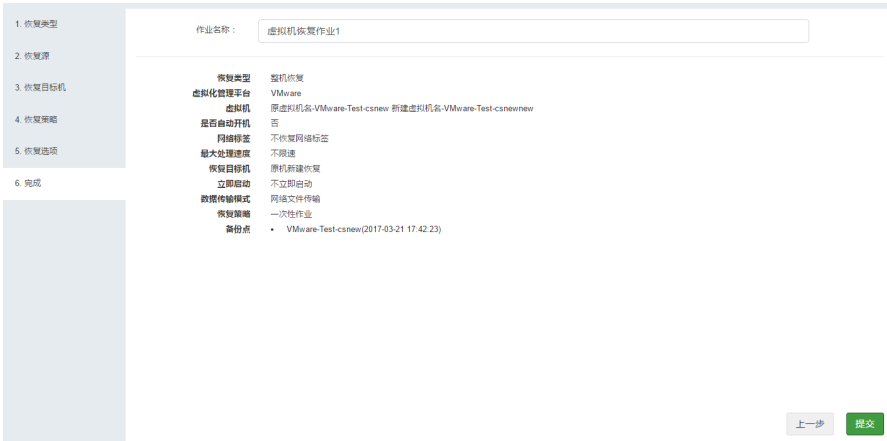 1. 恢复类型
2. 恢复源
3. 恢复目标机
4. 恢复策略
5. 恢复选项
6. 完成
作业名称： 虚拟机恢复作业1
恢复类型 整机恢复
虚拟化管理平台 VMware
虚拟机 原虚拟机名-VMware-Test-csnew 新建虚拟机名-VMware-Test-csnewnew
是否自动开机 否
网络标签 不恢复网络标签
最大处理速度 不限速
恢复目标机 原机新建恢复
立即启动 不立即启动
数据传输模式 网络文件传输
恢复策略 一次性作业
备份点 • VMware-Test-csnew(2017-03-21 17:42:23)
上一步 提交